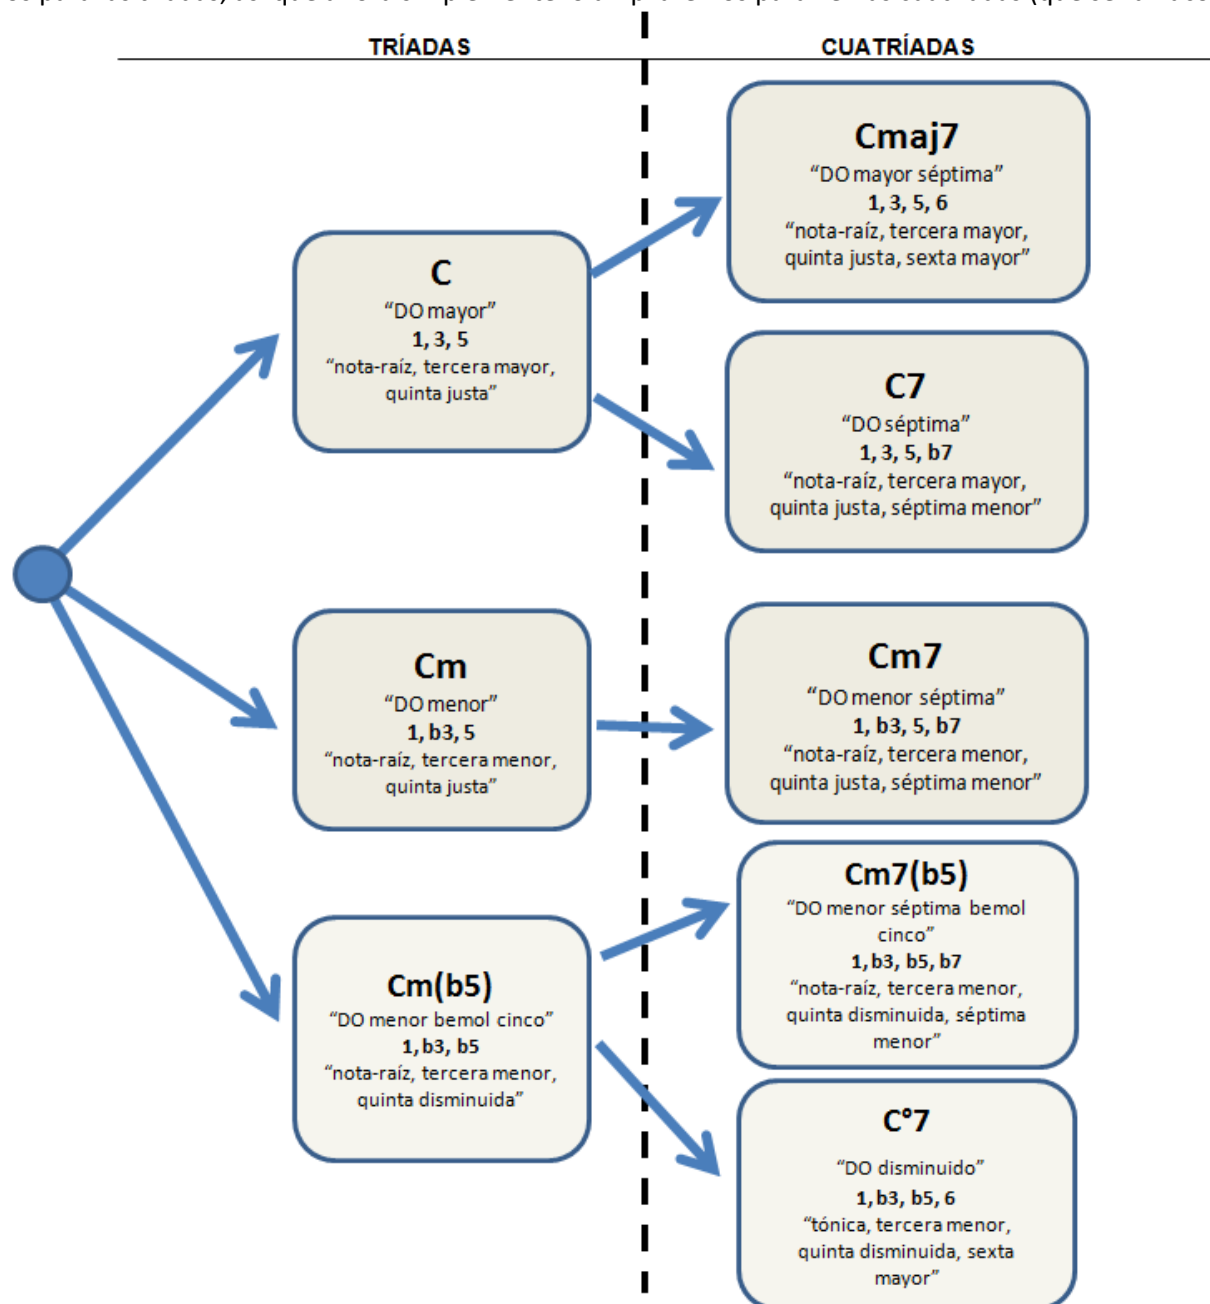 TRÍADAS
CUATRÍADAS
C
“DO mayor”
1, 3, 5
“nota-raíz, tercera mayor,
quinta justa”
Cm
“DO menor”
1, b3, 5
“nota-raíz, tercera menor,
quinta justa”
Cm(b5)
“DO menor bemol cinco”
1, b3, b5
“nota-raíz, tercera menor,
quinta disminuida”
Cmaj7
“DO mayor séptima”
1, 3, 5, 6
“nota-raíz, tercera mayor,
quinta justa, sexta mayor”
C7
“DO séptima”
1, 3, 5, b7
“nota-raíz, tercera mayor,
quinta justa, séptima menor”
Cm7
“DO menor séptima”
1, b3, 5, b7
“nota-raíz, tercera menor,
quinta justa, séptima menor”
Cm7(b5)
“DO menor séptima bemol
cinco”
1, b3, b5, b7
“nota-raíz, tercera menor,
quinta disminuida, séptima
menor”
C°7
“DO disminuido”
1, b3, b5, 6
“tónica, tercera menor,
quinta disminuida, sexta
mayor”